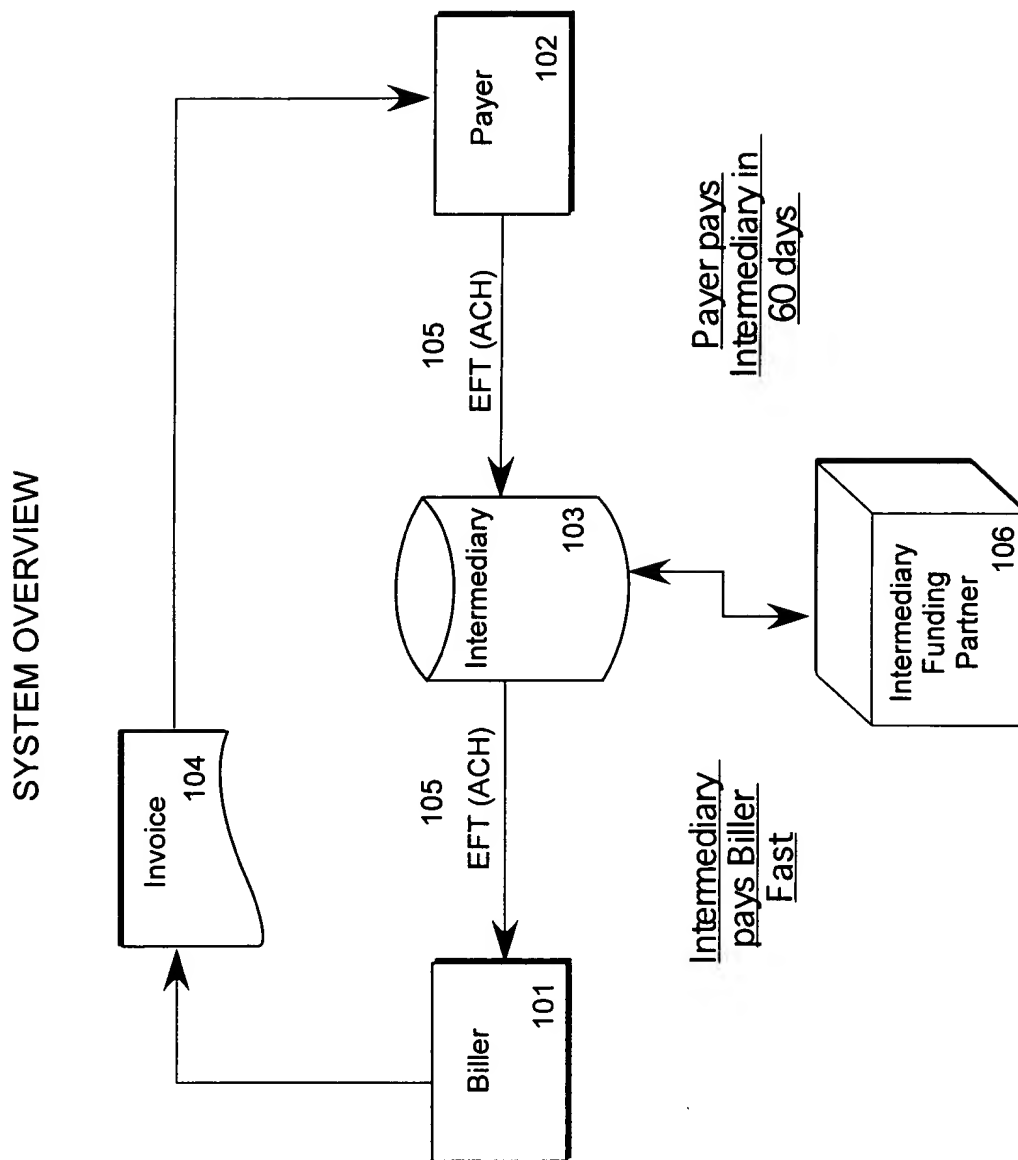 SYSTEM OVERVIEW
Invoice
104
Biller
101
105
EFT (ACH)
Intermediary
103
105
EFT (ACH)
Payer
102
Intermediary
pays Biller
Fast
Intermediary
Funding
Partner
106
Payer pays
Intermediary in
60 days